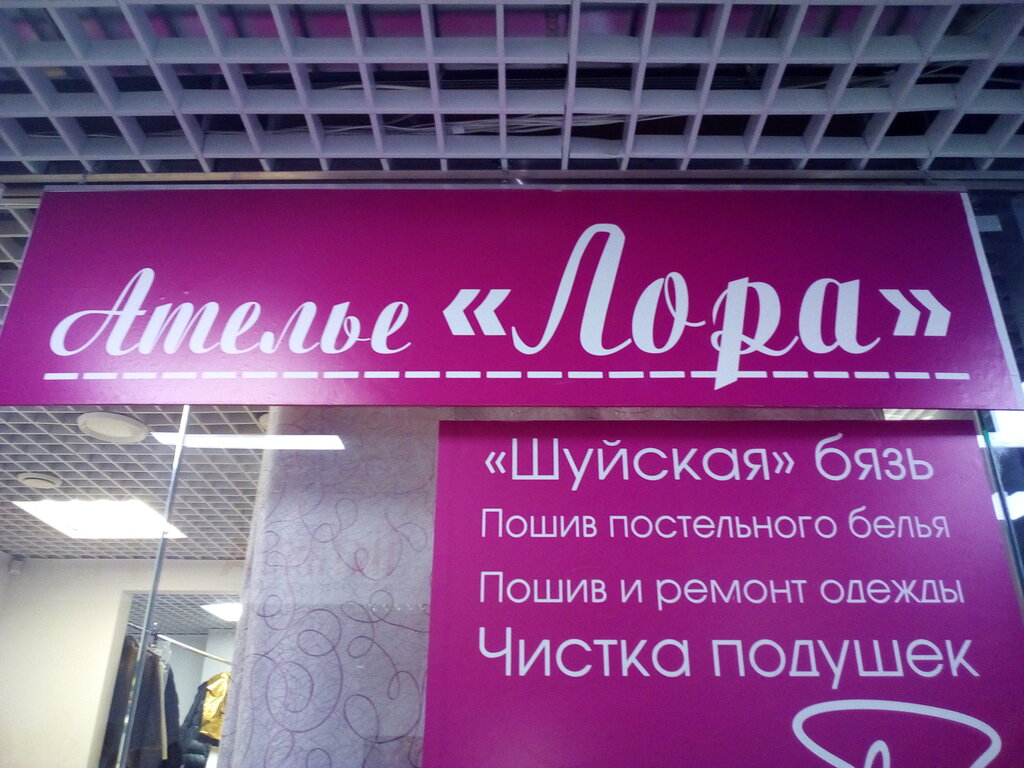 Ателье «Лора»
«Шуйская» бязь
Пошив постельного белья
Пошив и ремонт одежды
Чистка подушек